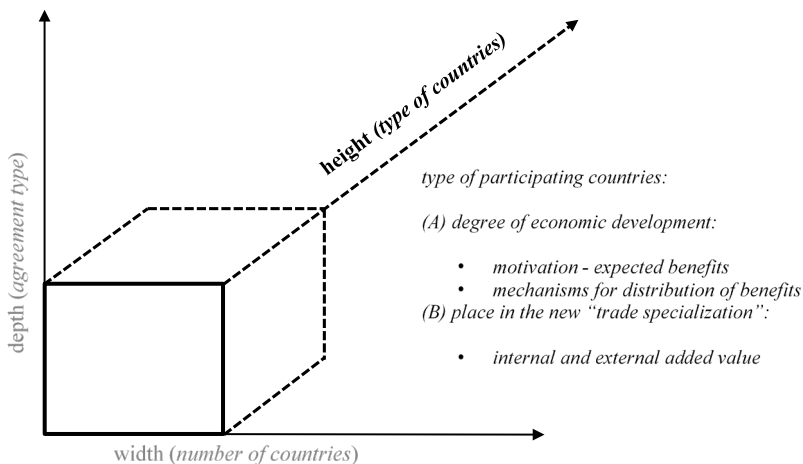 height (type of countries)
depth (agreement type)
type of participating countries:
(A) degree of economic development:
• motivation - expected benefits
• mechanisms for distribution of benefits
(B) place in the new “trade specialization”:
• internal and external added value
width (number of countries)